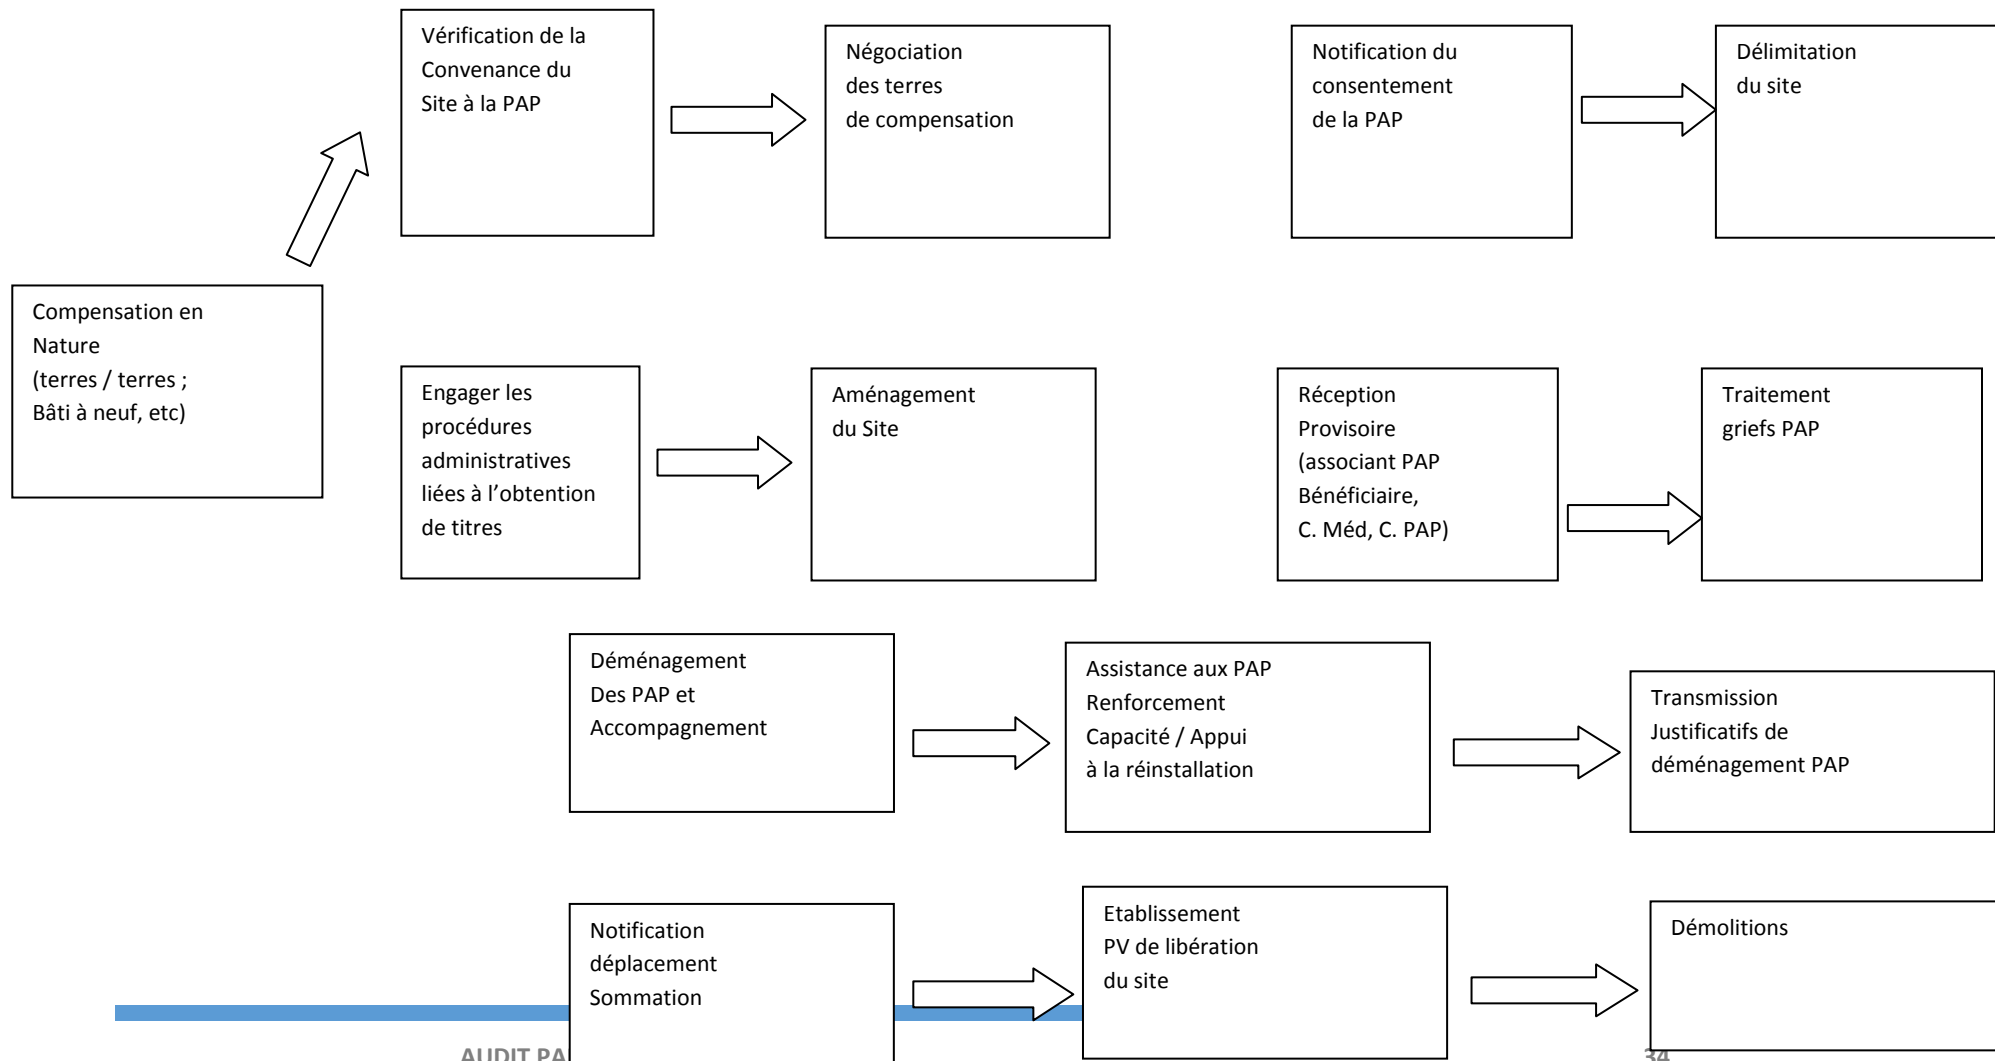 Vérification de la
Convenance du
Site à la PAP
Négociation
des terres
de compensation
Notification du
consentement
de la PAP
Délimitation
du site
Compensation en
Nature
(terres / terres ;
Bâti à neuf, etc)
Engager les
procédures
administratives
liées à l’obtention
de titres
Aménagement
du Site
Réception
Provisoire
(associant PAP
Bénéficiaire,
C. Méd, C. PAP)
Traitement
griefs PAP
Déménagement
Des PAP et
Accompagnement
Assistance aux PAP
Renforcement
Capacité / Appui
à la réinstallation
Transmission
Justificatifs de
déménagement PAP
Notification
déplacement
Sommation
Etablissement
PV de libération
du site
Démolitions
AUDIT PA
34